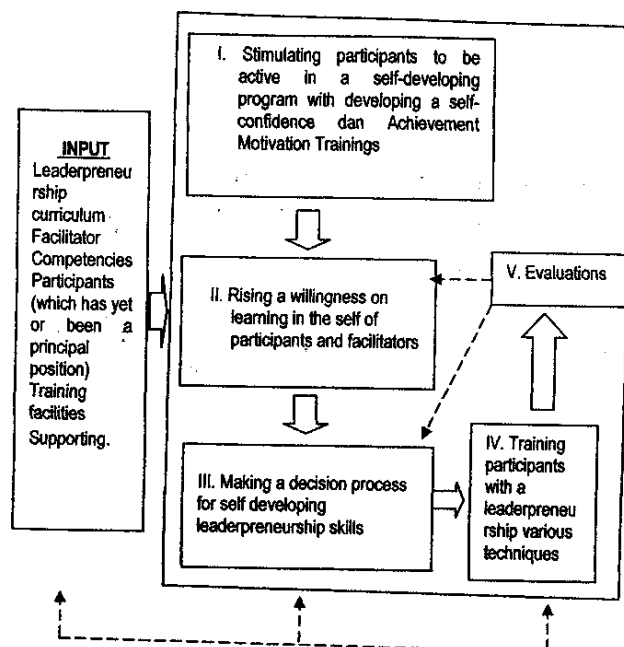 INPUT
Leaderpreneu
rship
curriculum
Facilitator
Competencies
Participants
(which has yet
or been a
principal
position)
Training
facilities
Supporting.
I. Stimulating participants to be
active in a self-developing
program with developing a self-
confidence dan Achievement
Motivation Trainings
II. Rising a willingness on
learning in the self of
participants and facilitators
III. Making a decision process
for self developing
leaderpreneurship skills
IV. Training
participants
with a
leaderpreneu
rship various
techniques
V. Evaluations